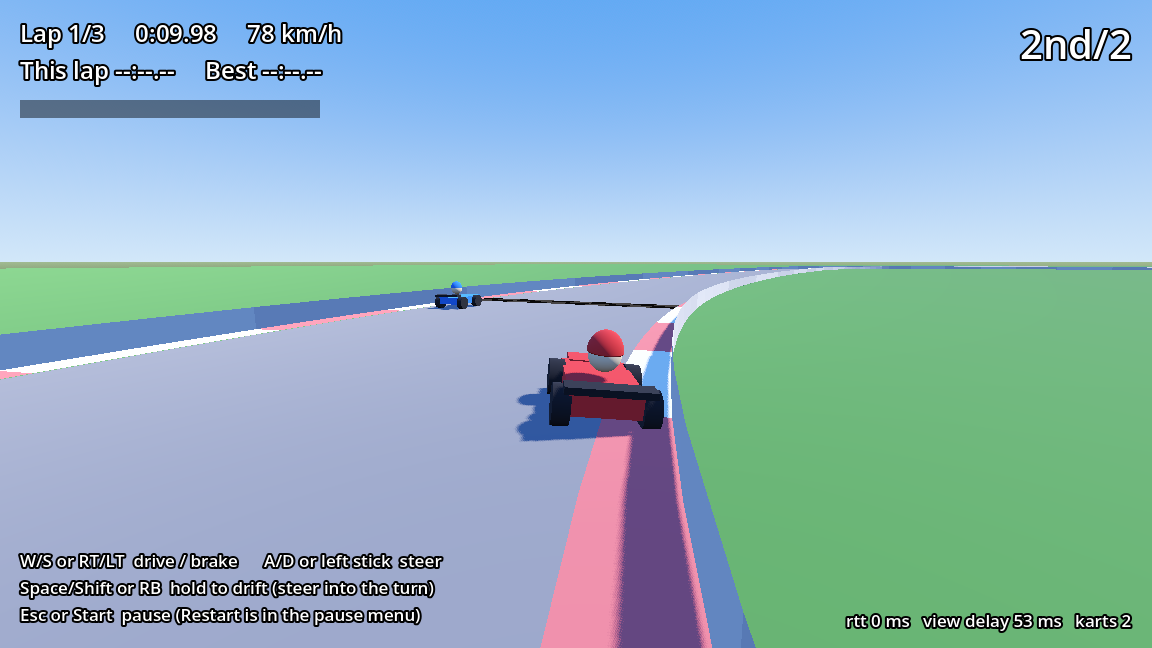 Lap 1/3 0:09.98 78 km/h
2nd/2
This lap --:--.-- Best --:--.--
W/S or RT/LT drive / brake A/D or left stick steer
Space/Shift or RB hold to drift (steer into the turn)
Esc or Start pause (Restart is in the pause menu)
rtt 0 ms view delay 53 ms karts 2